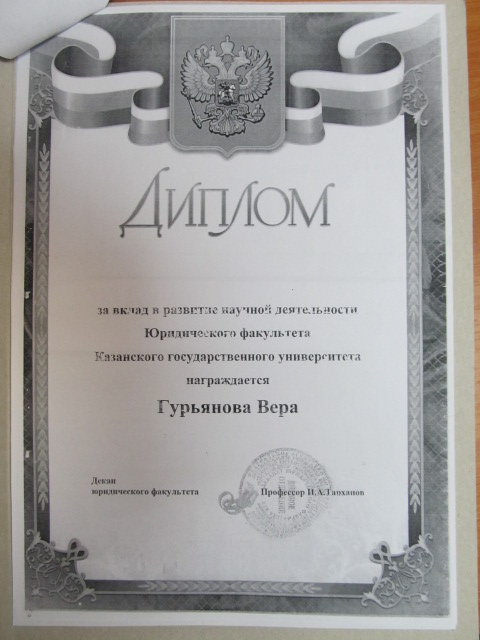 Диплом
за вклад в развитие научной деятельности
Юридического факультета
Казанского государственного университета
награждается
Гурьянова Вера
Декан
юридического факультета
Профессор И.А.Тарханов